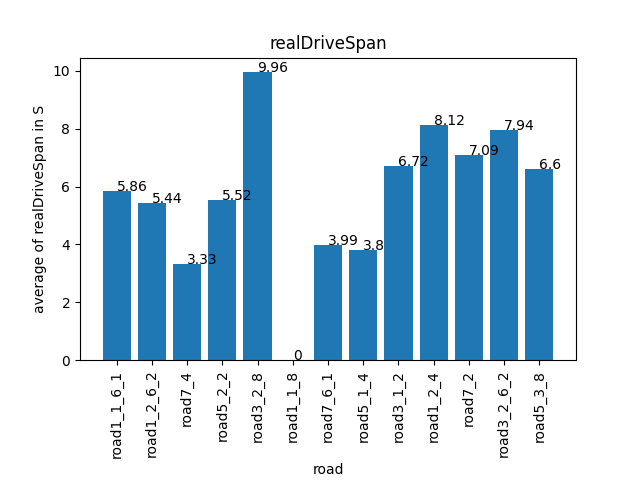 realDriveSpan
average of realDriveSpan in S
10
8
6
4
2
0
5.86
5.44
3.33
5.52
9.96
0
3.99
3.8
6.72
8.12
7.09
7.94
6.6
road1_1_6_1
road1_2_6_2
road7_4
road5_2_2
road3_2_8
road1_1_8
road7_6_1
road5_1_4
road3_1_2
road1_2_4
road7_2
road3_2_6_2
road5_3_8
road